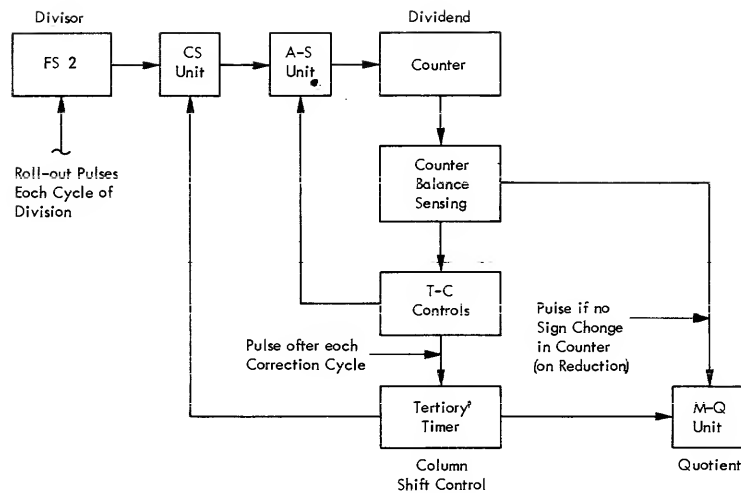 Divisor
Dividend
FS 2
CS
Unit
A-S
Unit
Counter
Roll-out Pulses
Each Cycle of
Division
Counter
Balance
Sensing
T-C
Controls
Pulse if no
Sign Change
in Counter
(on Reduction)
Pulse after each
Correction Cycle
Tertiary
Timer
M-Q
Unit
Column
Shift Control
Quotient